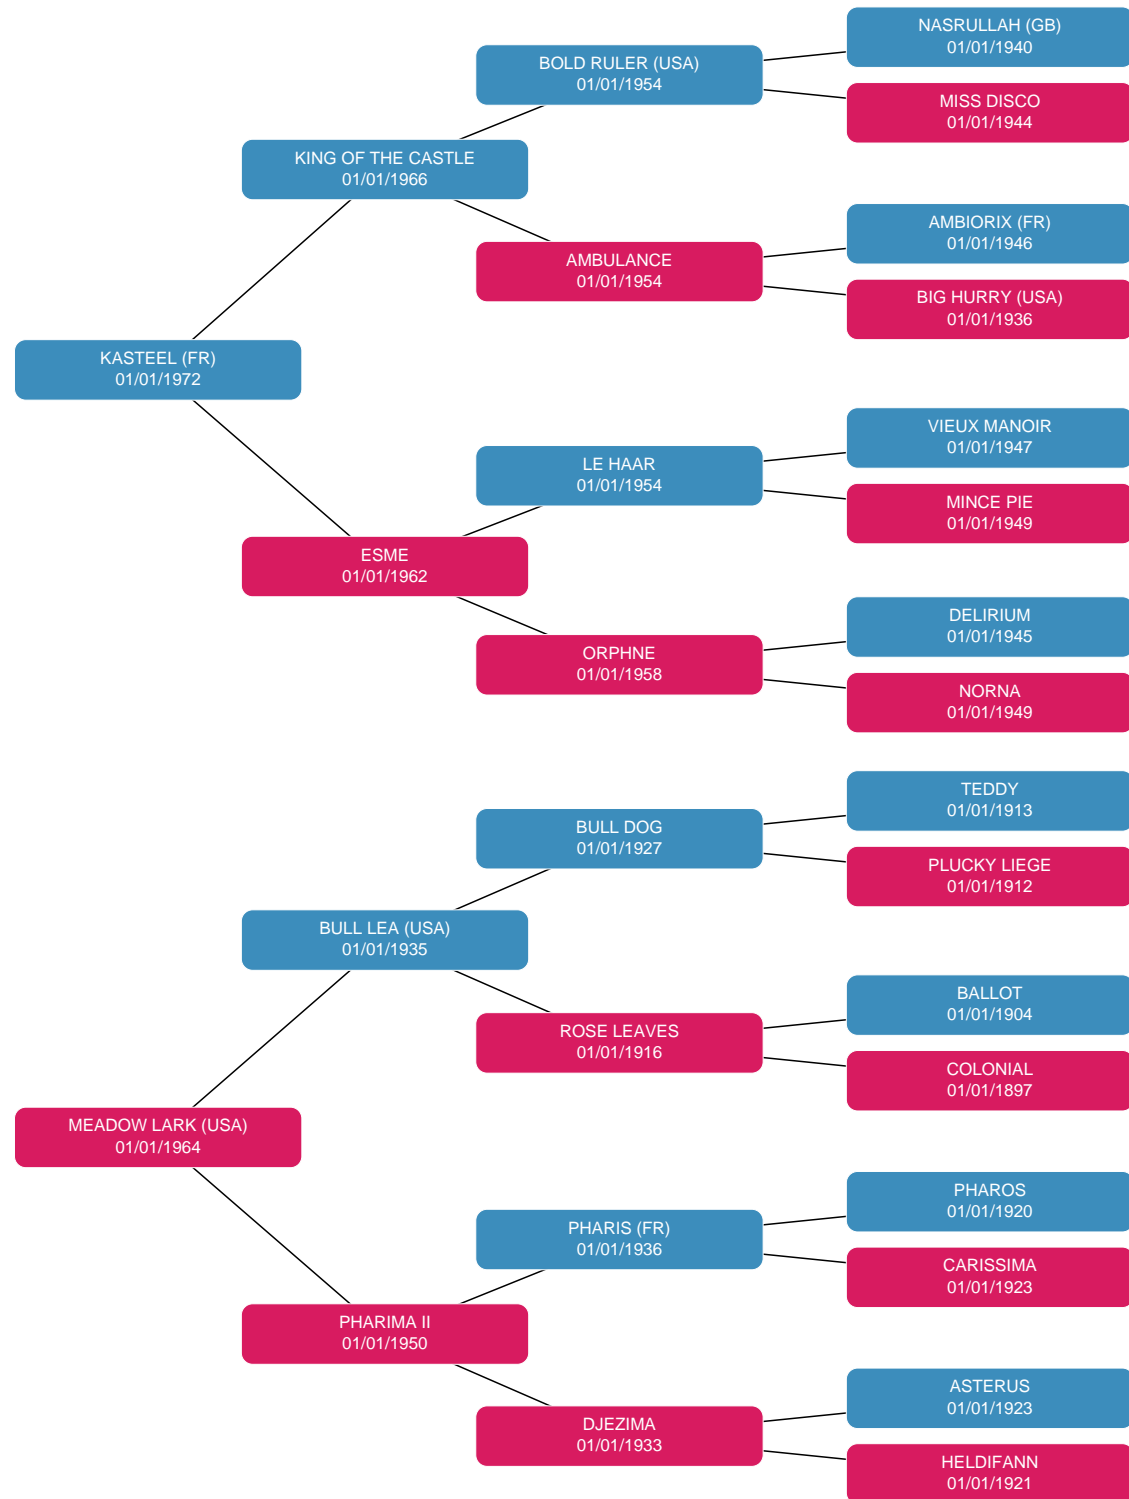 NASRULLAH (GB)
01/01/1940
BOLD RULER (USA)
01/01/1954
MISS DISCO
01/01/1944
KING OF THE CASTLE
01/01/1966
AMBIORIX (FR)
01/01/1946
AMBULANCE
01/01/1954
BIG HURRY (USA)
01/01/1936
KASTEEL (FR)
01/01/1972
VIEUX MANOIR
01/01/1947
LE HAAR
01/01/1954
MINCE PIE
01/01/1949
ESME
01/01/1962
DELIRIUM
01/01/1945
ORPHNE
01/01/1958
NORNA
01/01/1949
TEDDY
01/01/1913
BULL DOG
01/01/1927
PLUCKY LIEGE
01/01/1912
BULL LEA (USA)
01/01/1935
BALLOT
01/01/1904
ROSE LEAVES
01/01/1916
COLONIAL
01/01/1897
MEADOW LARK (USA)
01/01/1964
PHAROS
01/01/1920
PHARIS (FR)
01/01/1936
CARISSIMA
01/01/1923
PHARIMA II
01/01/1950
ASTERUS
01/01/1923
DJEZIMA
01/01/1933
HELDIFANN
01/01/1921